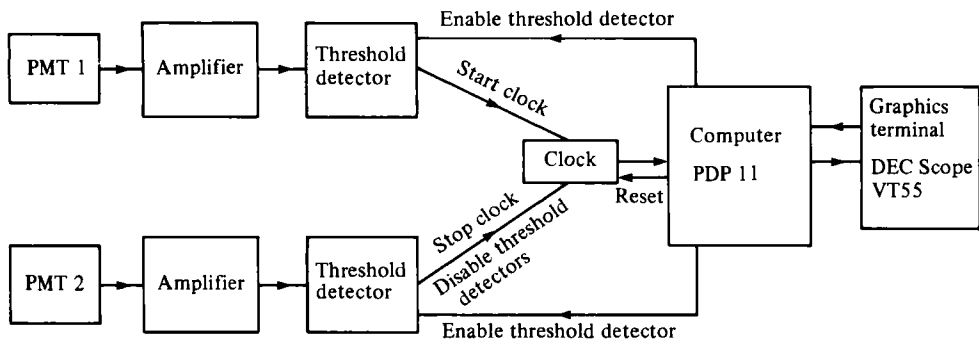 Enable threshold detector
PMT 1
Amplifier
Threshold
detector
Start clock
Clock
Reset
Computer
PDP 11
Graphics
terminal
DEC Scope
VT55
PMT 2
Amplifier
Threshold
detector
Stop clock
Disable threshold
detectors
Enable threshold detector